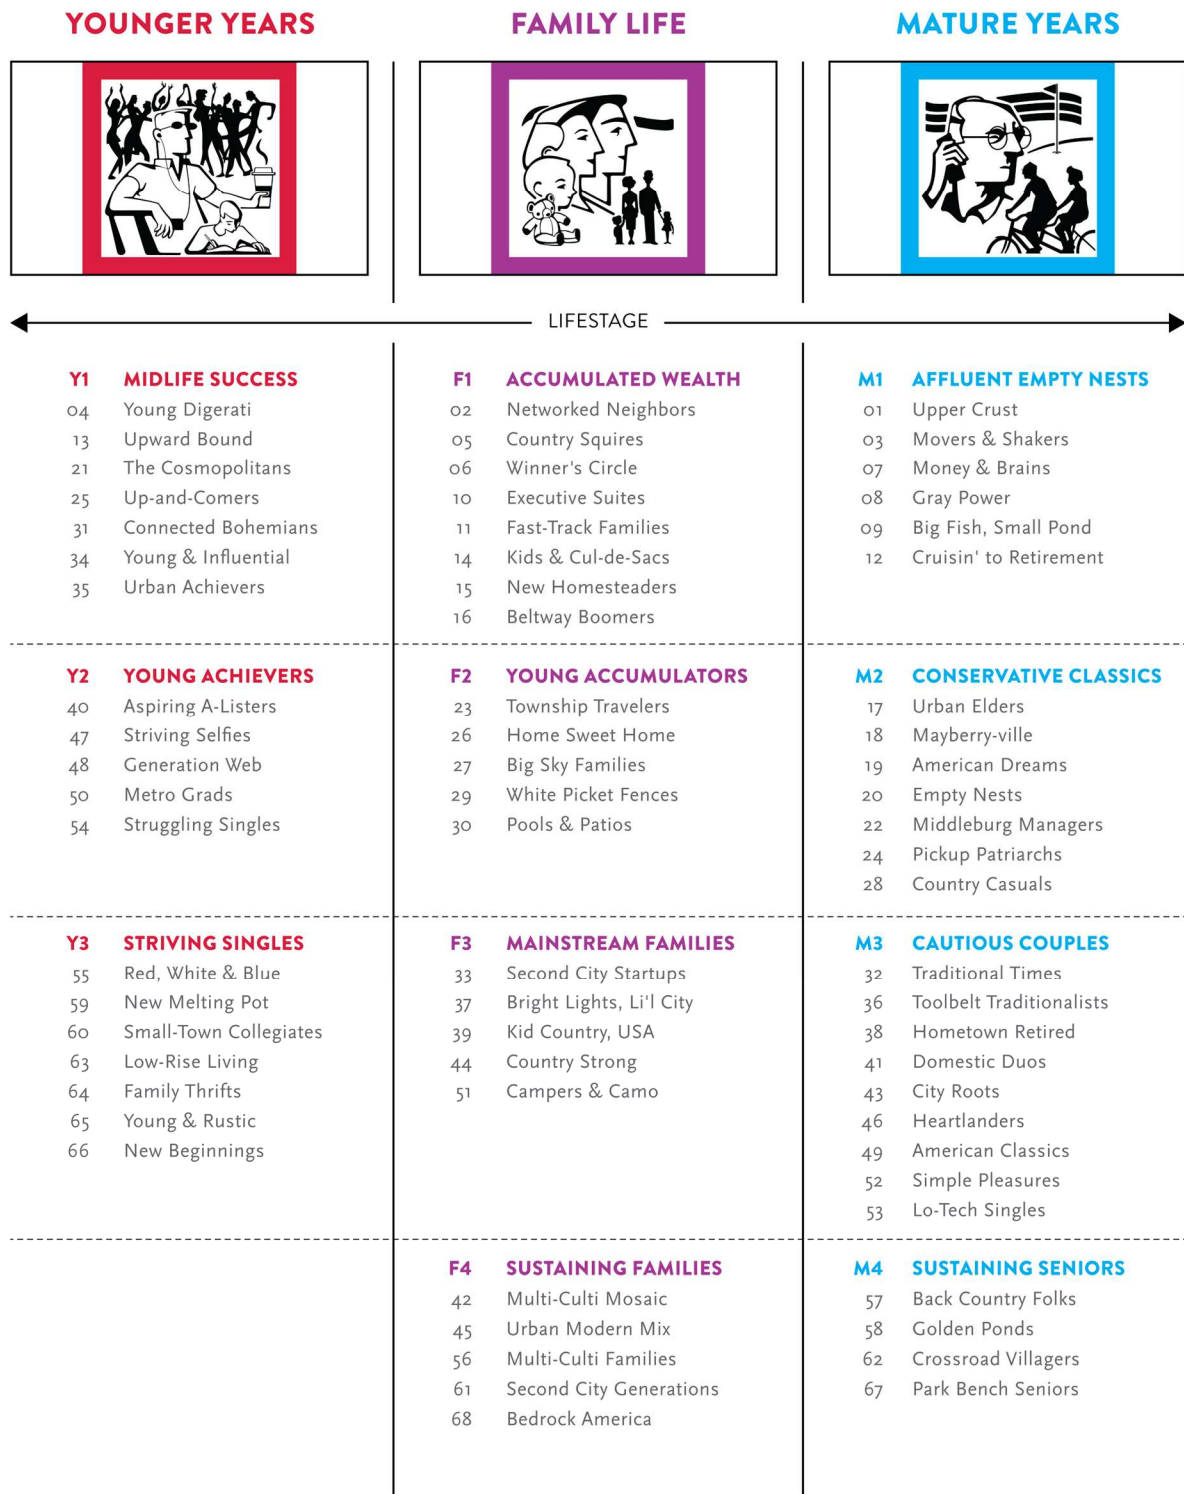 YOUNGER YEARS
FAMILY LIFE
MATURE YEARS
LIFESTAGE
Y1 MIDLIFE SUCCESS
04 Young Digerati
13 Upward Bound
21 The Cosmopolitans
25 Up-and-Comers
31 Connected Bohemians
34 Young & Influential
35 Urban Achievers
F1 ACCUMULATED WEALTH
02 Networked Neighbors
05 Country Squires
06 Winner's Circle
10 Executive Suites
11 Fast-Track Families
14 Kids & Cul-de-Sacs
15 New Homesteaders
16 Beltway Boomers
M1 AFFLUENT EMPTY NESTS
01 Upper Crust
03 Movers & Shakers
07 Money & Brains
08 Gray Power
09 Big Fish, Small Pond
12 Cruisin' to Retirement
Y2 YOUNG ACHIEVERS
40 Aspiring A-Listers
47 Striving Selfies
48 Generation Web
50 Metro Grads
54 Struggling Singles
F2 YOUNG ACCUMULATORS
23 Township Travelers
26 Home Sweet Home
27 Big Sky Families
29 White Picket Fences
30 Pools & Patios
M2 CONSERVATIVE CLASSICS
17 Urban Elders
18 Mayberry-ville
19 American Dreams
20 Empty Nests
22 Middleburg Managers
24 Pickup Patriarchs
28 Country Casuals
Y3 STRIVING SINGLES
55 Red, White & Blue
59 New Melting Pot
60 Small-Town Collegiates
63 Low-Rise Living
64 Family Thrifts
65 Young & Rustic
66 New Beginnings
F3 MAINSTREAM FAMILIES
33 Second City Startups
37 Bright Lights, Li'l City
39 Kid Country, USA
44 Country Strong
51 Campers & Camo
M3 CAUTIOUS COUPLES
32 Traditional Times
36 Toolbelt Traditionalists
38 Hometown Retired
41 Domestic Duos
43 City Roots
46 Heartlanders
49 American Classics
52 Simple Pleasures
53 Lo-Tech Singles
F4 SUSTAINING FAMILIES
42 Multi-Culti Mosaic
45 Urban Modern Mix
56 Multi-Culti Families
61 Second City Generations
68 Bedrock America
M4 SUSTAINING SENIORS
57 Back Country Folks
58 Golden Ponds
62 Crossroad Villagers
67 Park Bench Seniors